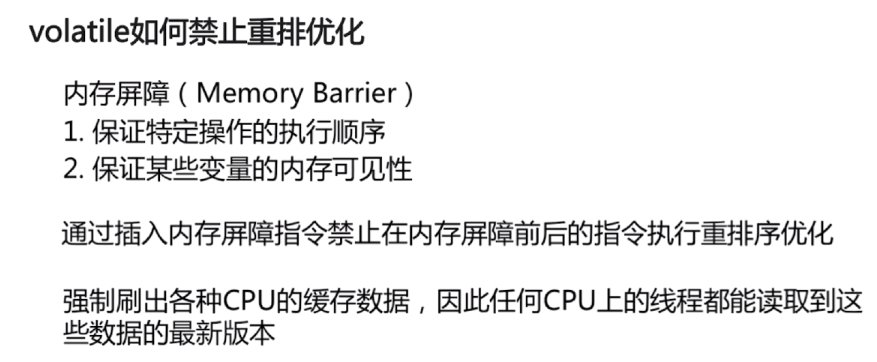 volatile如何禁止重排优化
内存屏障（Memory Barrier）
1. 保证特定操作的执行顺序
2. 保证某些变量的内存可见性
通过插入内存屏障指令禁止在内存屏障前后的指令执行重排序优化
强制刷出各种CPU的缓存数据，因此任何CPU上的线程都能读取到这
些数据的最新版本